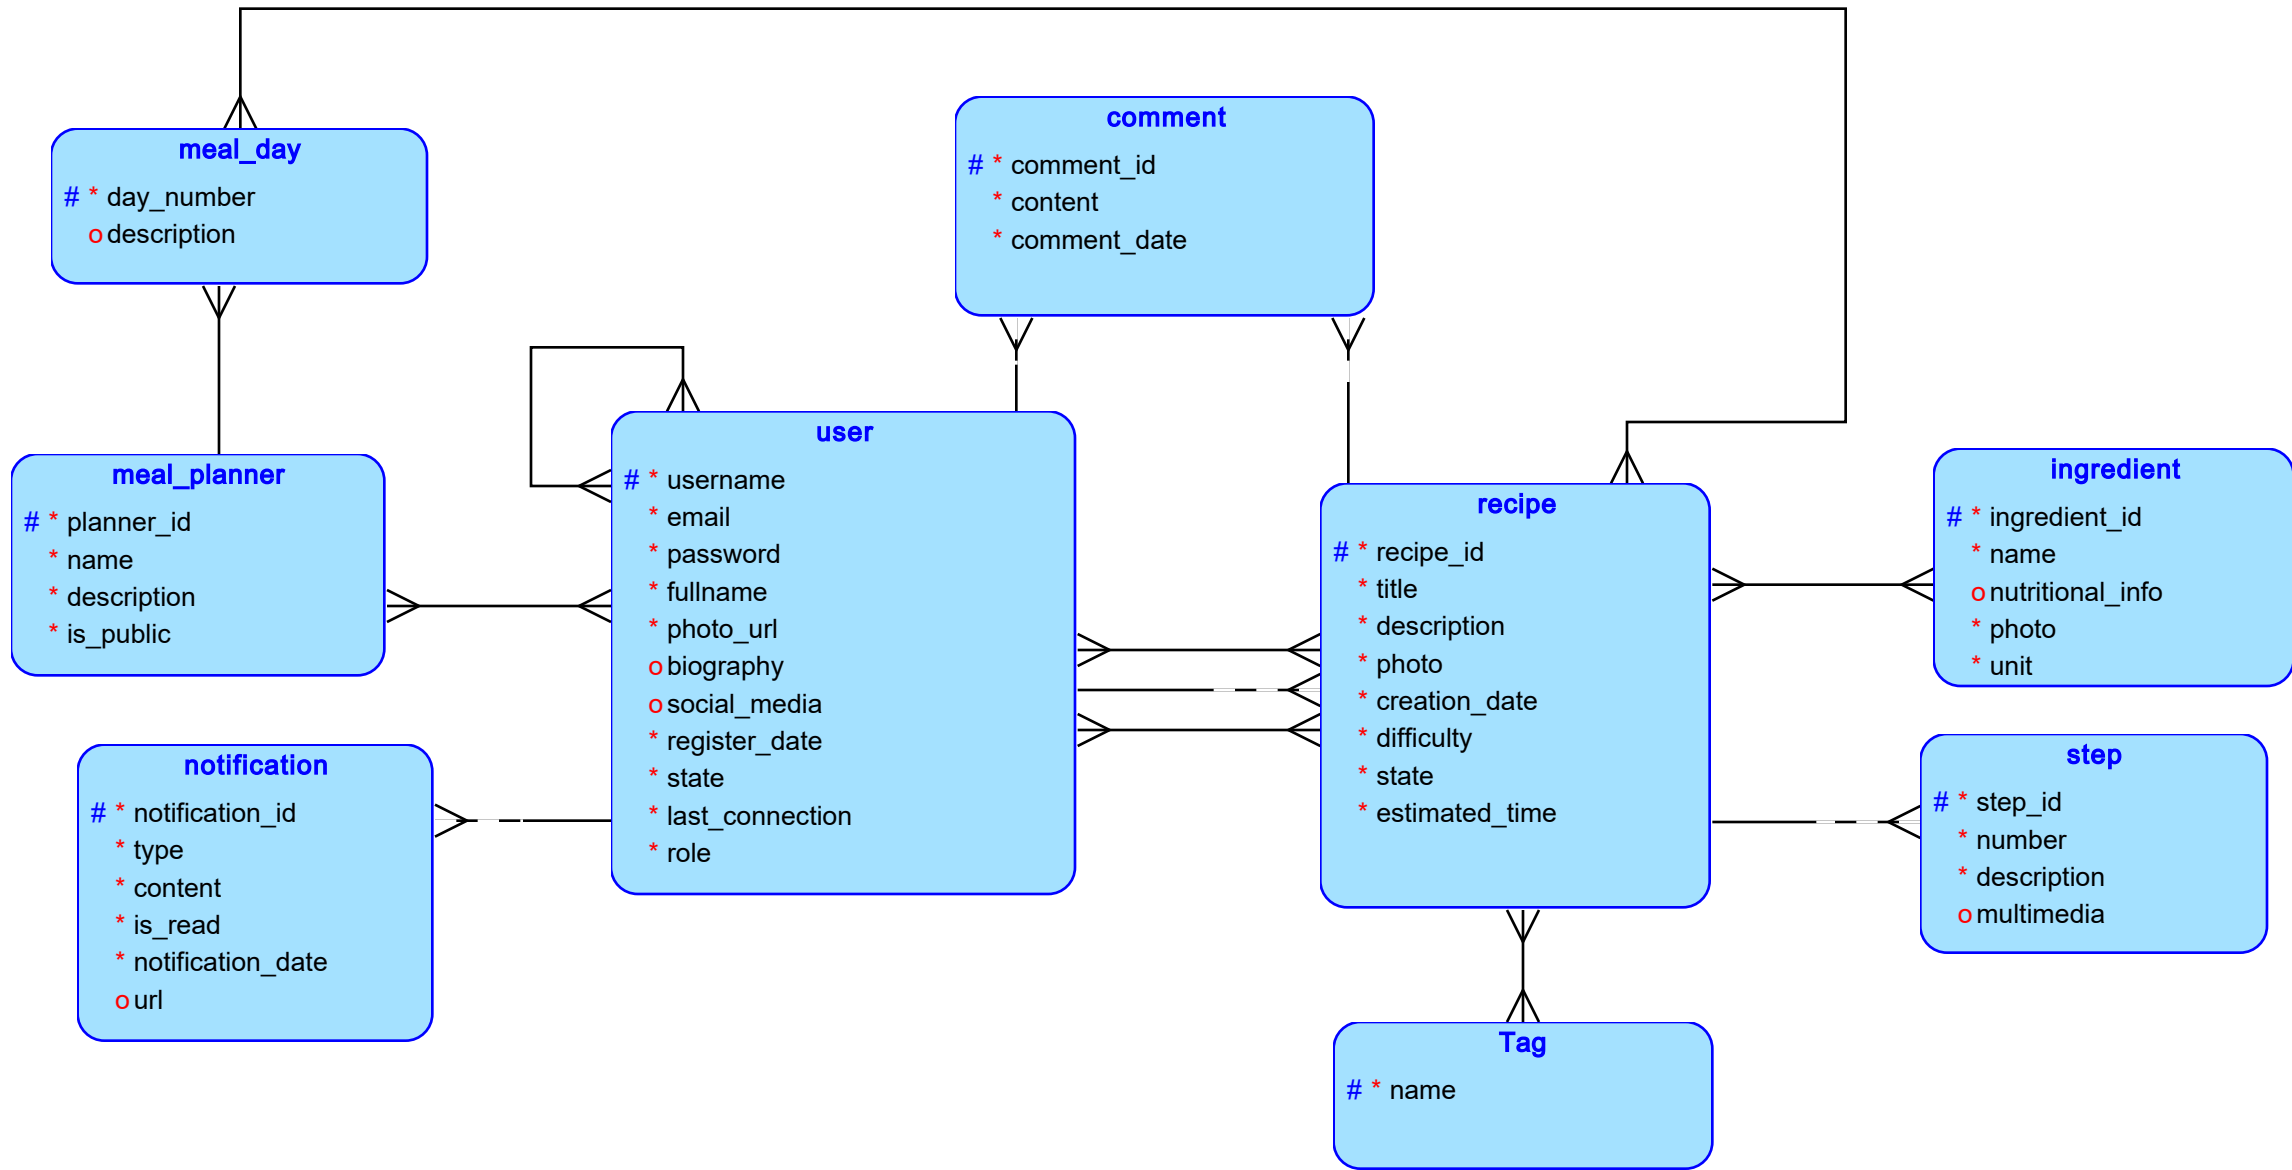 meal_day
# * day_number
o description
comment
# * comment_id
* content
* comment_date
meal_planner
# * planner_id
* name
* description
* is_public
user
# * username
* email
* password
* fullname
* photo_url
o biography
o social_media
* register_date
* state
* last_connection
* role
recipe
# * recipe_id
* title
* description
* photo
* creation_date
* difficulty
* state
* estimated_time
ingredient
# * ingredient_id
* name
o nutritional_info
* photo
* unit
notification
# * notification_id
* type
* content
* is_read
* notification_date
o url
step
# * step_id
* number
* description
o multimedia
Tag
# * name